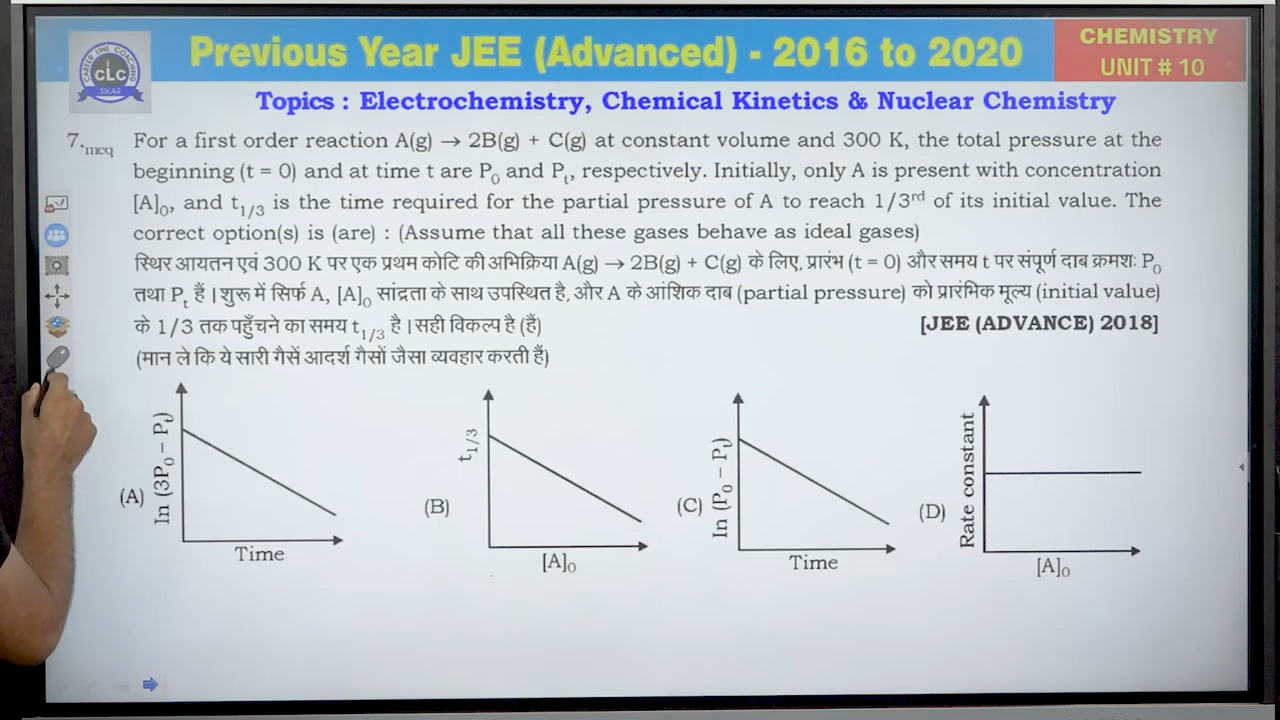 Previous Year JEE (Advanced) - 2016 to 2020
CHEMISTRY
UNIT # 10
CAREER LINE COACHING
CLC
SIKAR
Topics : Electrochemistry, Chemical Kinetics & Nuclear Chemistry
7.mcq For a first order reaction A(g) → 2B(g) + C(g) at constant volume and 300 K, the total pressure at the
beginning (t = 0) and at time t are P₀ and Pₜ, respectively. Initially, only A is present with concentration
[A]₀, and t₁/₃ is the time required for the partial pressure of A to reach 1/3ʳᵈ of its initial value. The
correct option(s) is (are) : (Assume that all these gases behave as ideal gases)
स्थिर आयतन एवं 300 K पर एक प्रथम कोटि की अभिक्रिया A(g) → 2B(g) + C(g) के लिए, प्रारंभ (t = 0) और समय t पर संपूर्ण दाब क्रमशः P₀
तथा Pₜ हैं । शुरू में सिर्फ A, [A]₀ सांद्रता के साथ उपस्थित है, और A के आंशिक दाब (partial pressure) को प्रारंभिक मूल्य (initial value)
के 1/3 तक पहुँचने का समय t₁/₃ है । सही विकल्प है (हैं)
[JEE (ADVANCE) 2018]
(मान ले कि ये सारी गैसें आदर्श गैसों जैसा व्यवहार करती हैं)
(A) In (3P₀ – Pₜ)
Time
(B) t₁/₃
[A]₀
(C) In (P₀ – Pₜ)
Time
(D) Rate constant
[A]₀